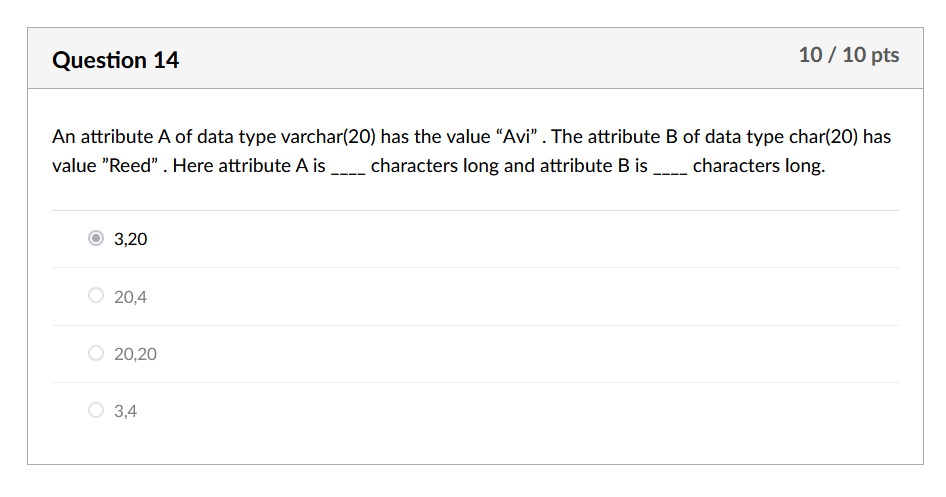 Question 14
10 / 10 pts
An attribute A of data type varchar(20) has the value “Avi” . The attribute B of data type char(20) has
value ”Reed” . Here attribute A is ____ characters long and attribute B is ____ characters long.
3,20
20,4
20,20
3,4